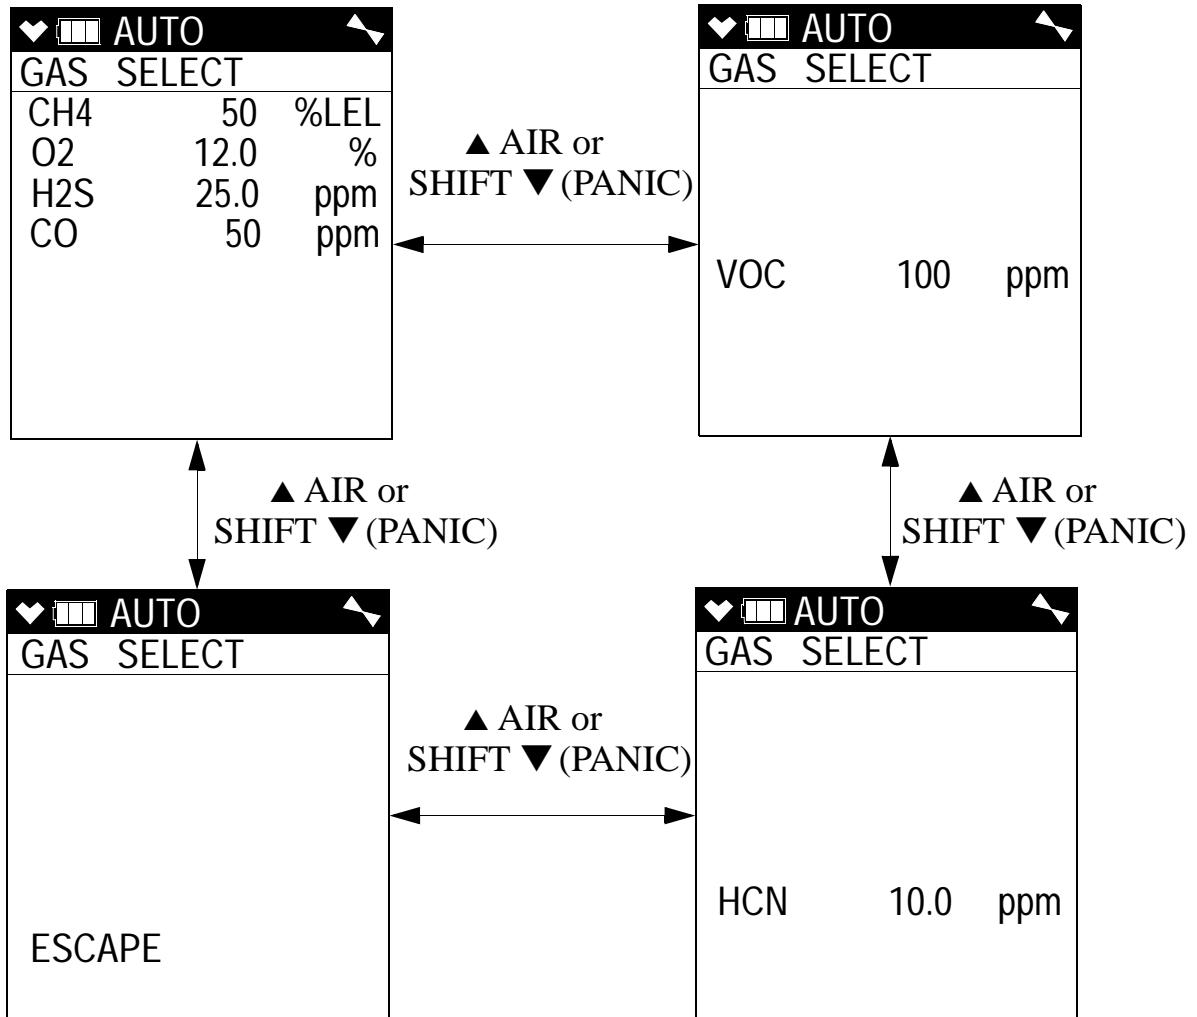 AUTO
GAS SELECT
CH4 50 %LEL
O2 12.0 %
H2S 25.0 ppm
CO 50 ppm
▲ AIR or
SHIFT ▼ (PANIC)
AUTO
GAS SELECT
VOC 100 ppm
▲ AIR or
SHIFT ▼ (PANIC)
▲ AIR or
SHIFT ▼ (PANIC)
AUTO
GAS SELECT
ESCAPE
▲ AIR or
SHIFT ▼ (PANIC)
AUTO
GAS SELECT
HCN 10.0 ppm